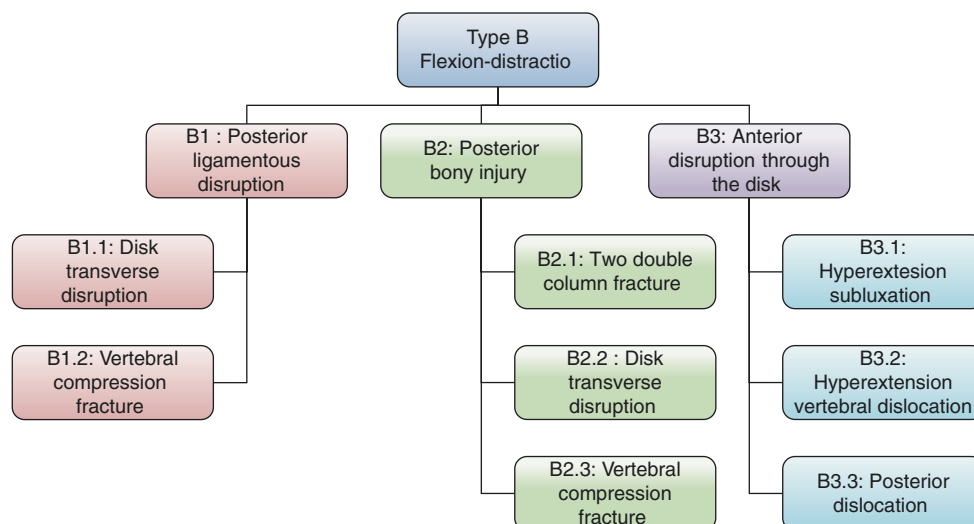 Type B
Flexion-distractio
B1 : Posterior
ligamentous
disruption
B2: Posterior
bony injury
B3: Anterior
disruption through
the disk
B1.1: Disk
transverse
disruption
B1.2: Vertebral
compression
fracture
B2.1: Two double
column fracture
B2.2 : Disk
transverse
disruption
B2.3: Vertebral
compression
fracture
B3.1:
Hyperextesion
subluxation
B3.2:
Hyperextension
vertebral dislocation
B3.3: Posterior
dislocation